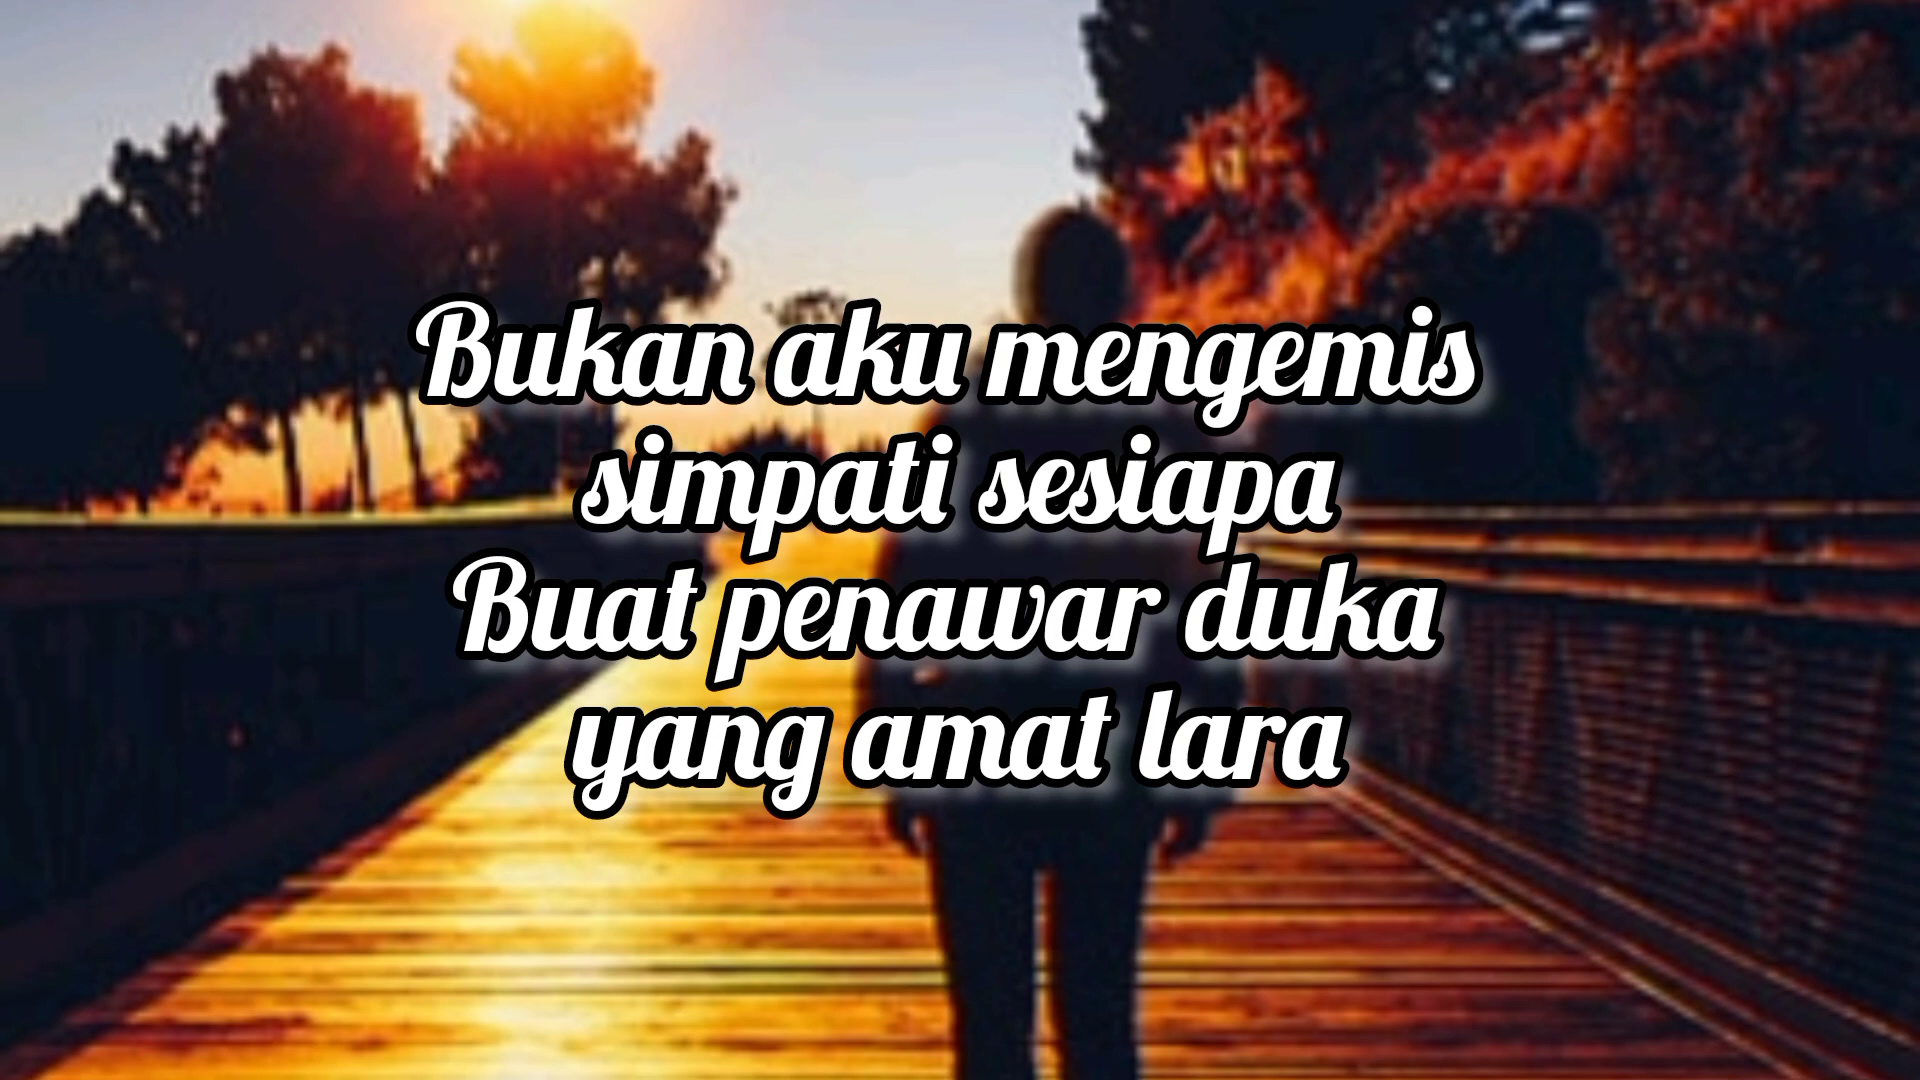 Bukan aku mengemis
simpati sesiapa
Buat penawar duka
yang amat lara